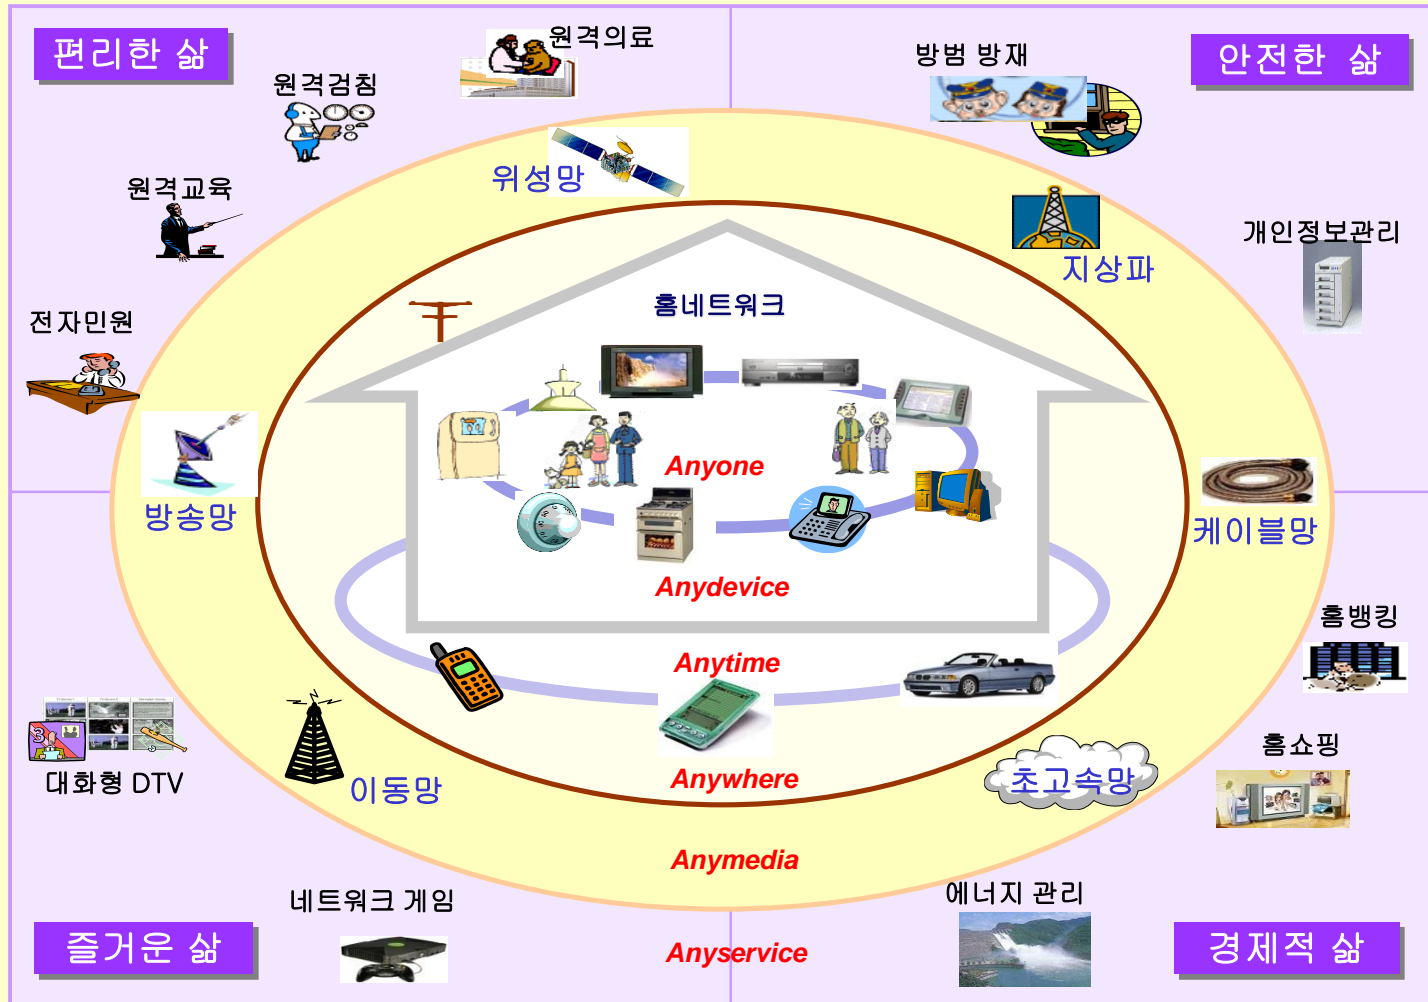 편리한 삶
원격의료
방범 방재
안전한 삶
원격검침
위성망
원격교육
지상파
개인정보관리
홈네트워크
전자민원
Anyone
방송망
케이블망
Anydevice
홈뱅킹
Anytime
홈쇼핑
대화형 DTV
이동망
Anywhere
초고속망
Anymedia
네트워크 게임
에너지 관리
즐거운 삶
Anyservice
경제적 삶